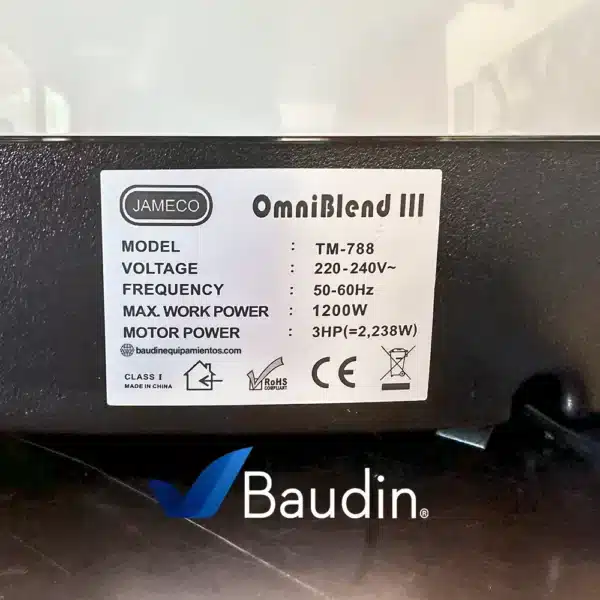 JAMECO
OmniBlend III
MODEL : TM-788
VOLTAGE : 220-240V~
FREQUENCY : 50-60Hz
MAX. WORK POWER : 1200W
MOTOR POWER : 3HP(=2,238W)
baudinequipamientos.com
CLASS I
MADE IN CHINA
RoHS
COMPLIANT
CE
Baudin®